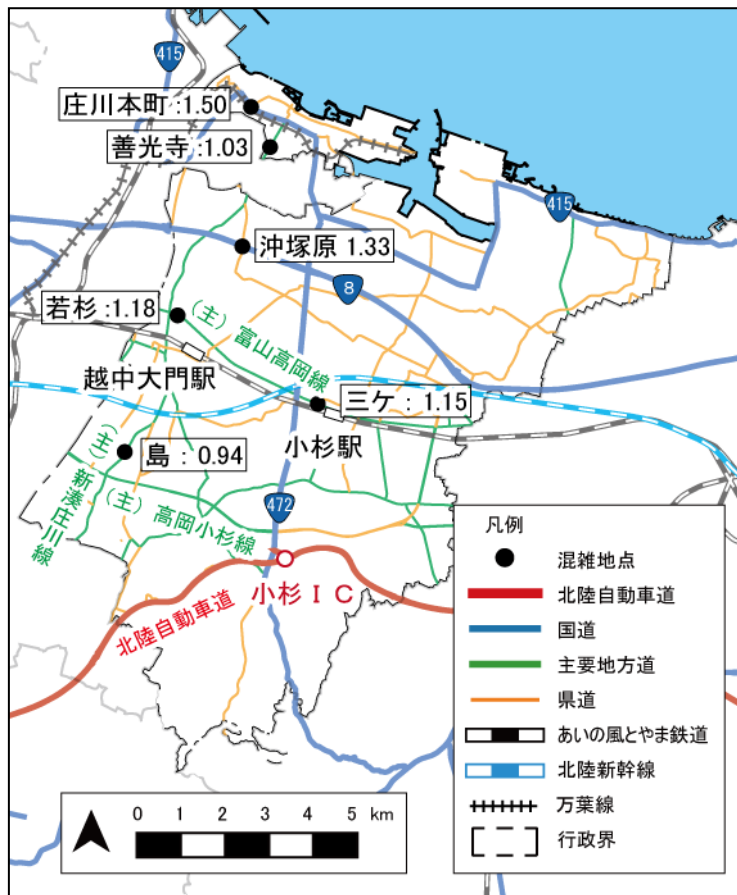 415
庄川本町:1.50
善光寺:1.03
415
沖塚原 1.33
8
若杉:1.18
(主)富山高岡線
越中大門駅
三ケ:1.15
小杉駅
島:0.94
(主)新湊庄川線
(主)高岡小杉線
472
小杉IC
北陸自動車道
凡例
混雑地点
北陸自動車道
国道
主要地方道
県道
あいの風とやま鉄道
北陸新幹線
万葉線
行政界
0 1 2 3 4 5 km